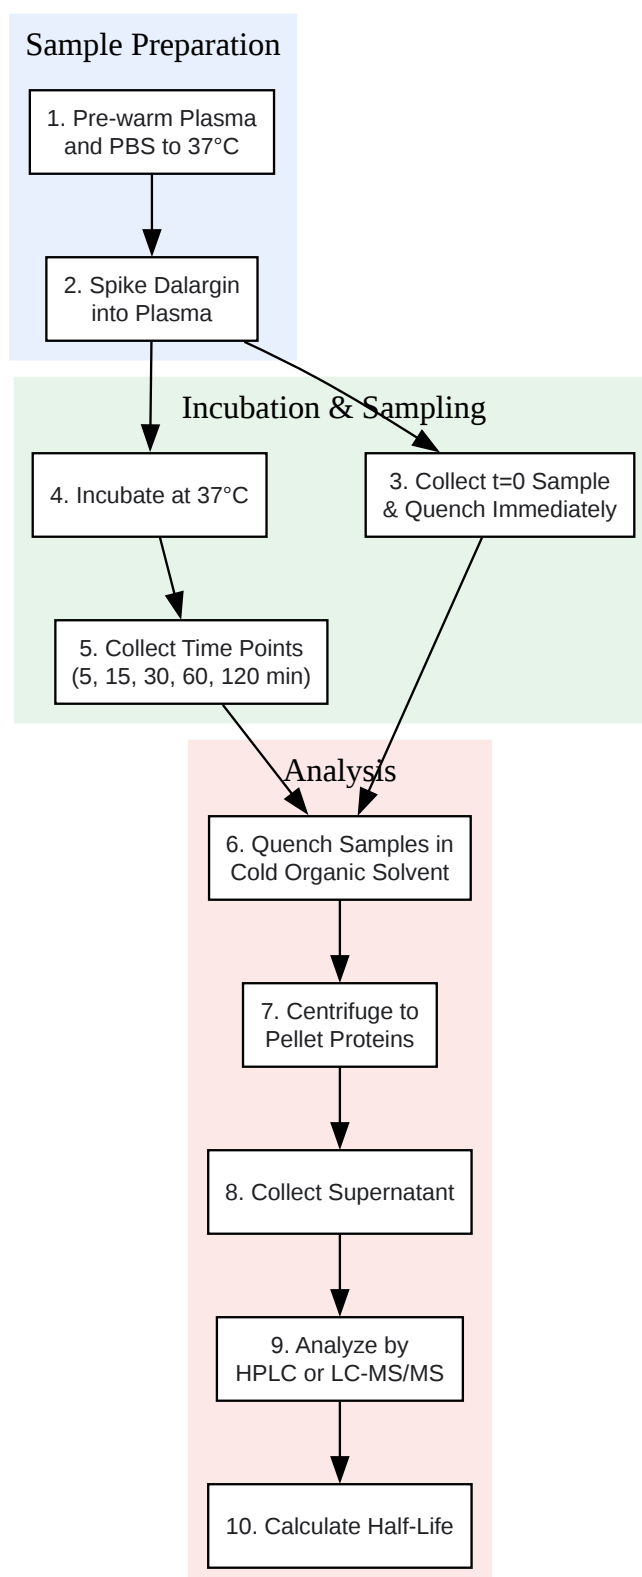 Sample Preparation
1. Pre-warm Plasma
and PBS to 37°C
2. Spike Dalargin
into Plasma
Incubation & Sampling
3. Collect t=0 Sample
& Quench Immediately
4. Incubate at 37°C
5. Collect Time Points
(5, 15, 30, 60, 120 min)
Analysis
6. Quench Samples in
Cold Organic Solvent
7. Centrifuge to
Pellet Proteins
8. Collect Supernatant
9. Analyze by
HPLC or LC-MS/MS
10. Calculate Half-Life